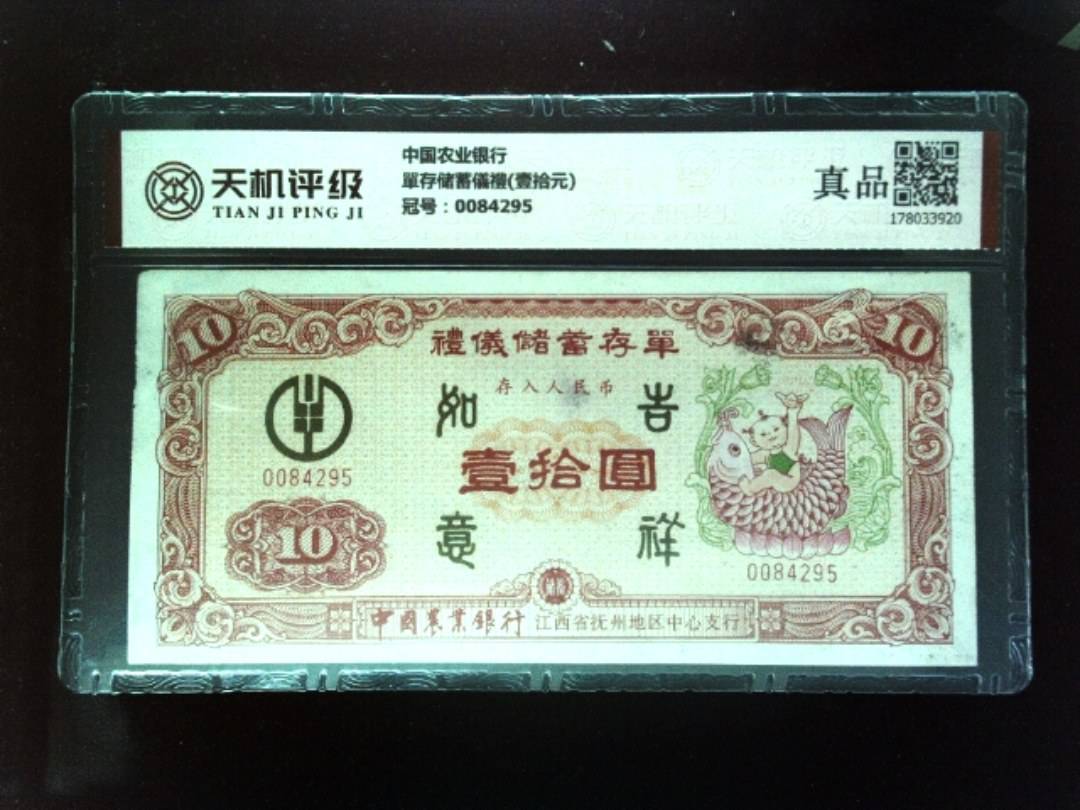 天机评级
TIAN JI PING JI
中国农业银行
單存储蓄儀禮(壹拾元)
冠号：0084295
真品
178033920
10
10
禮儀儲蓄存單
存入人民币
吉祥
如意
壹拾圓
0084295
10
0084295
中國農業銀行 江西省抚州地区中心支行